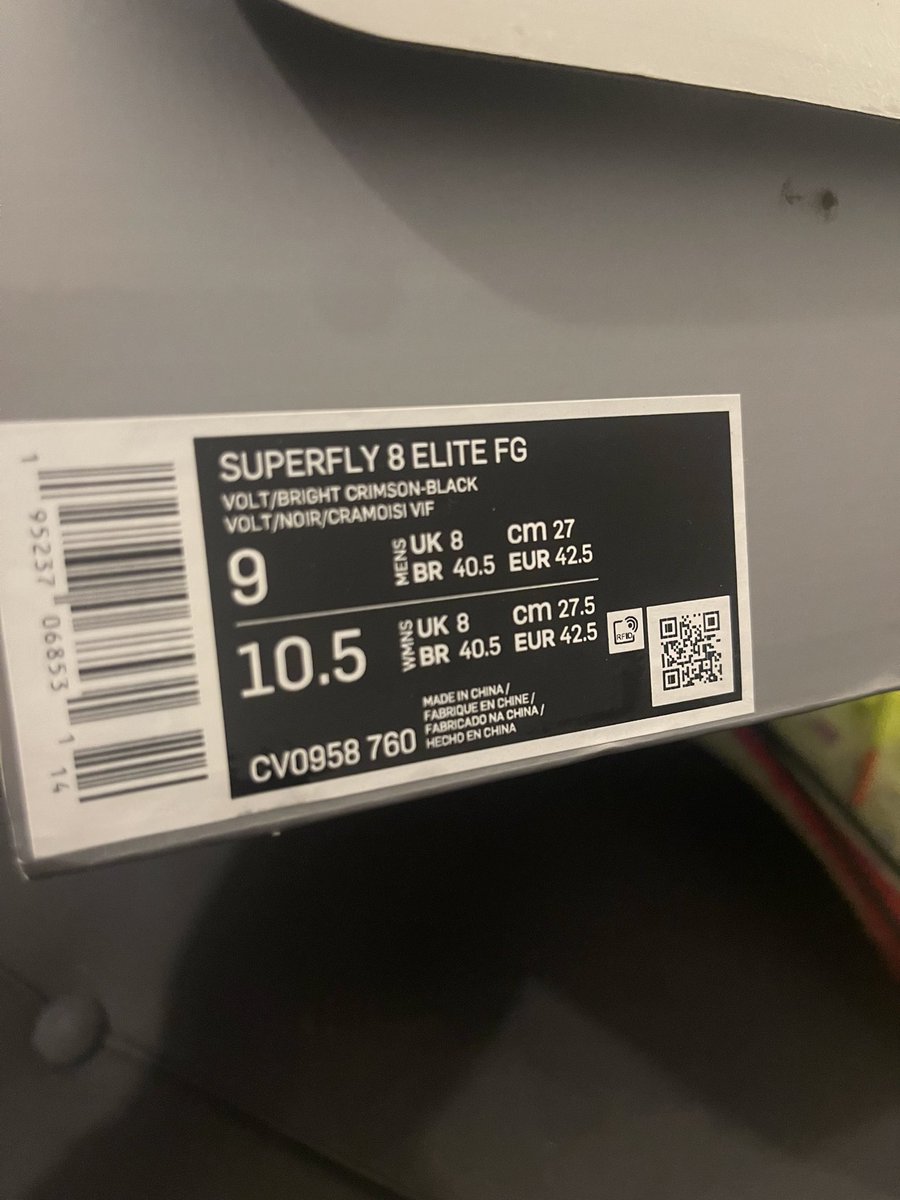 SUPERFLY 8 ELITE FG
VOLT/BRIGHT CRIMSON-BLACK
VOLT/NOIR/CRAMOISI VIF
9
MENS
UK 8 cm 27
BR 40.5 EUR 42.5
10.5
WMNS
UK 8 cm 27.5
BR 40.5 EUR 42.5
RFID
CV0958 760
MADE IN CHINA /
FABRIQUE EN CHINE /
FABRICADO NA CHINA /
HECHO EN CHINA
1 95237 06853 1 14